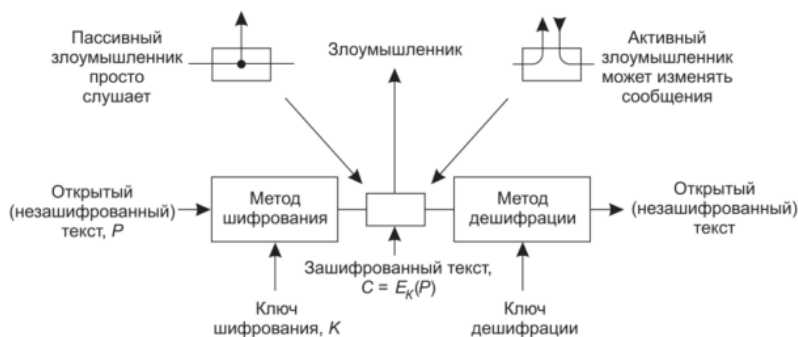 Пассивный
злоумышленник
просто
слушает
Злоумышленник
Активный
злоумышленник
может изменять
сообщения
Открытый
(незашифрованный)
текст, P
Метод
шифрования
Метод
дешифрации
Открытый
(незашифрованный)
текст
Зашифрованный текст,
C = E_K(P)
Ключ
шифрования, K
Ключ
дешифрации